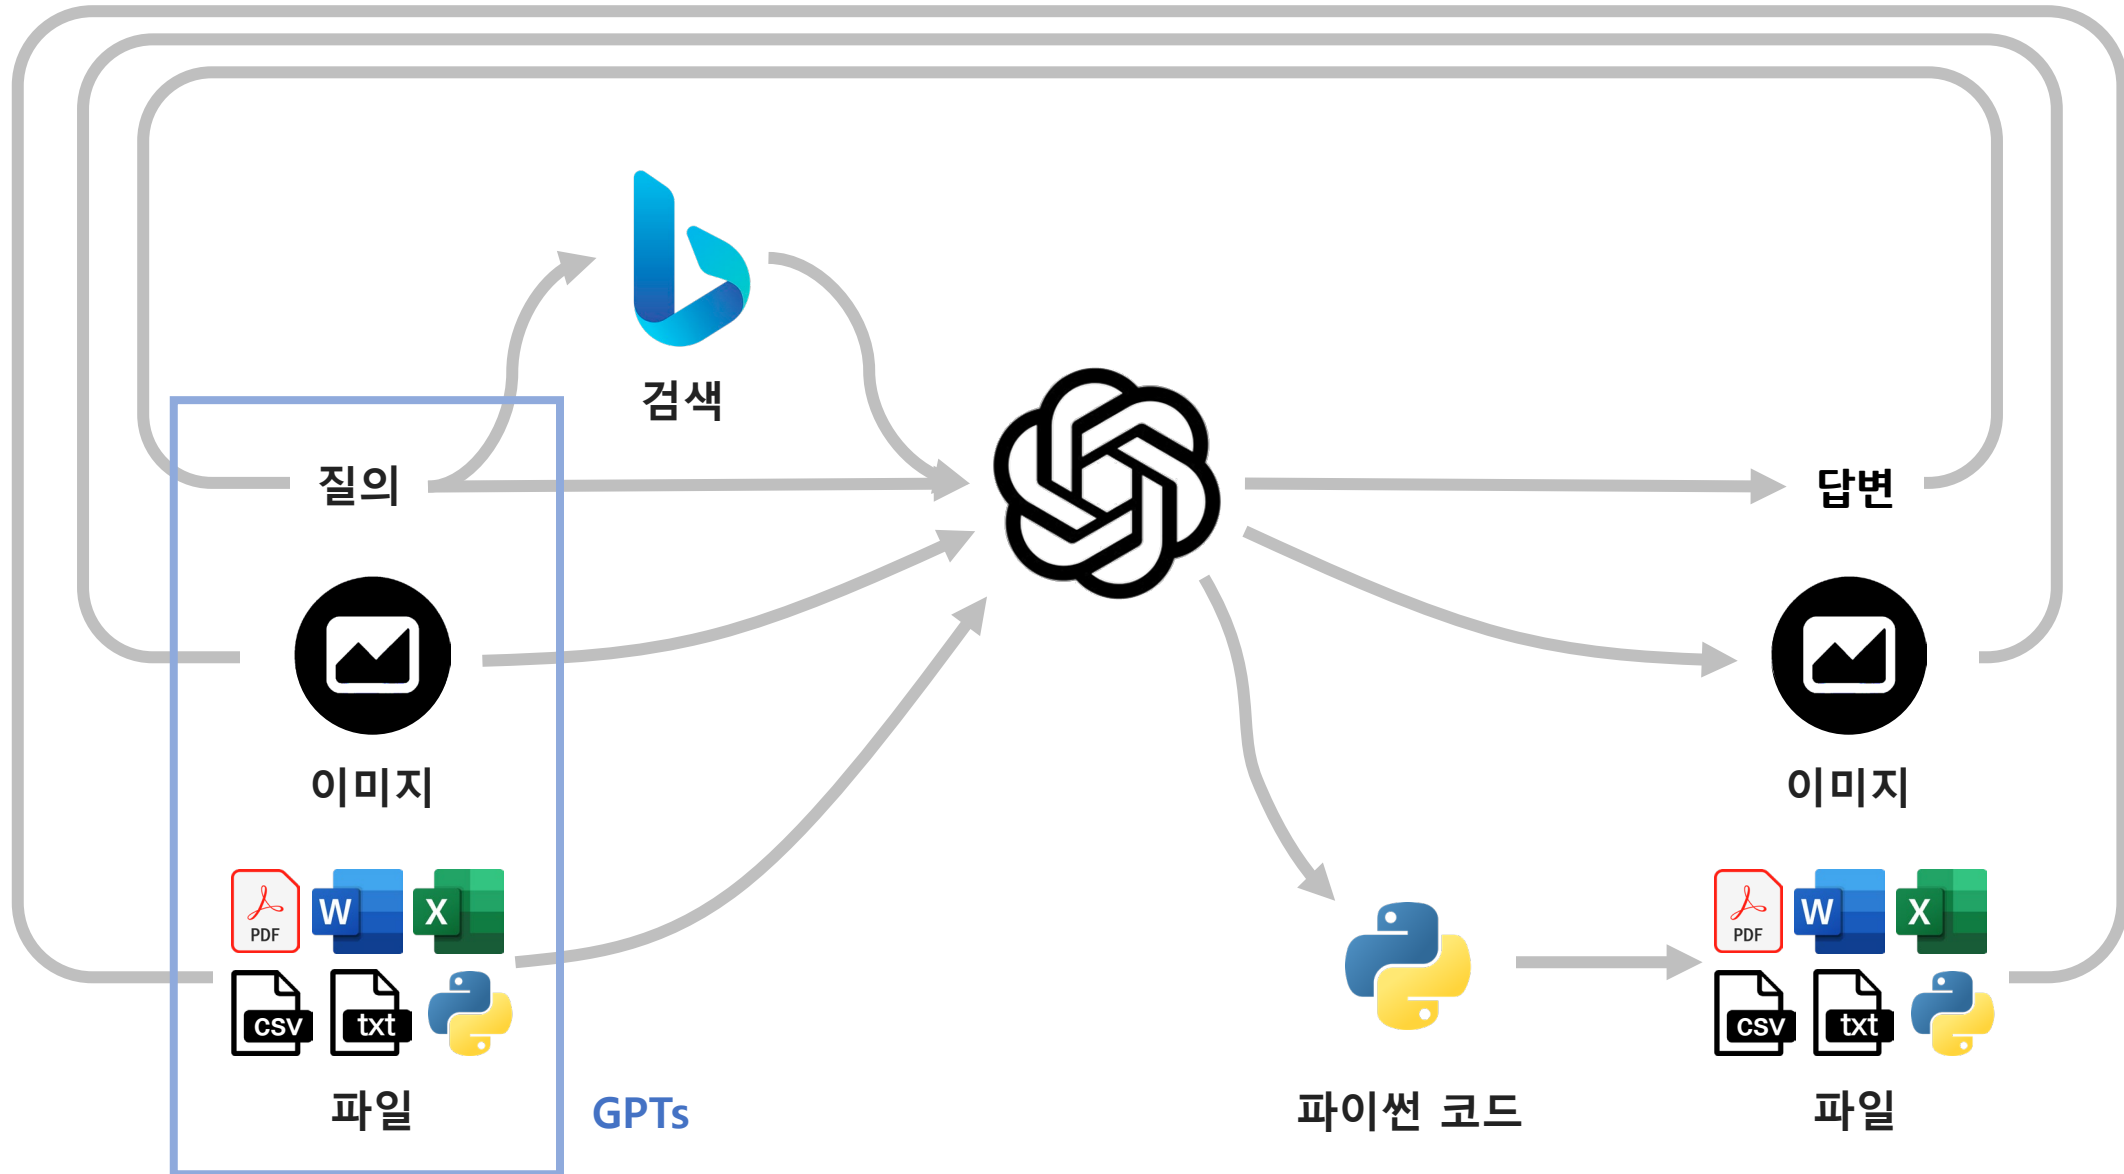 검색
질의
답변
이미지
이미지
PDF
W
X
csv
txt
파일
GPTs
파이썬 코드
PDF
W
X
csv
txt
파일